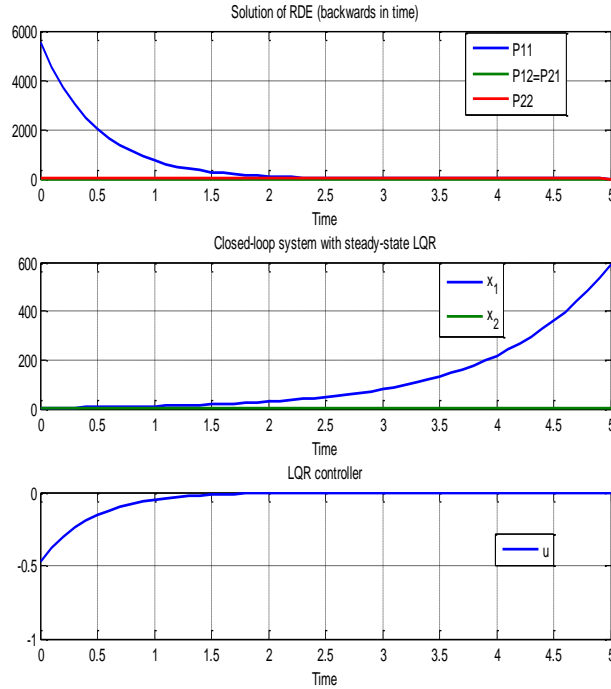 Solution of RDE (backwards in time)
6000
4000
2000
0
P11
P12=P21
P22
0 0.5 1 1.5 2 2.5 3 3.5 4 4.5 5
Time
Closed-loop system with steady-state LQR
600
400
200
0
x1
x2
0 0.5 1 1.5 2 2.5 3 3.5 4 4.5 5
Time
LQR controller
0
-0.5
-1
u
0 0.5 1 1.5 2 2.5 3 3.5 4 4.5 5
Time